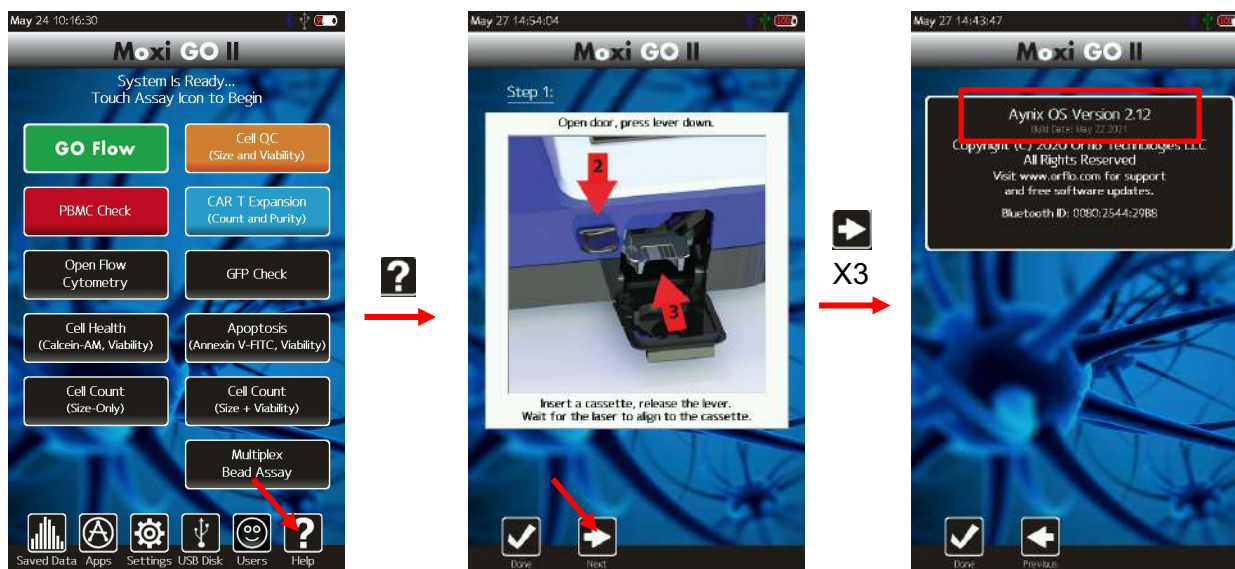 May 24 10:16:30
Moxi GO II
System Is Ready...
Touch Assay Icon to Begin
GO Flow
Cell QC
(Size and Viability)
PBMC Check
CAR T Expansion
(Count and Purity)
Open Flow
Cytometry
GFP Check
Cell Health
(Calcein-AM, Viability)
Apoptosis
(Annexin V-FITC, Viability)
Cell Count
(Size-Only)
Cell Count
(Size + Viability)
Multiplex
Bead Assay
Saved Data Apps Settings USB Disk Users Help
?
May 27 14:54:04
Moxi GO II
Step 1:
Open door, press lever down.
2
3
Insert a cassette, release the lever.
Wait for the laser to align to the cassette.
Done Next
X3
May 27 14:43:47
Moxi GO II
Aynix OS Version 2.12
Build Date: May 22 2021
Copyright (C) 2020 Orflo Technologies LLC
All Rights Reserved
Visit www.orflo.com for support
and free software updates.
Bluetooth ID: 0080:2544:29B8
Done Previous